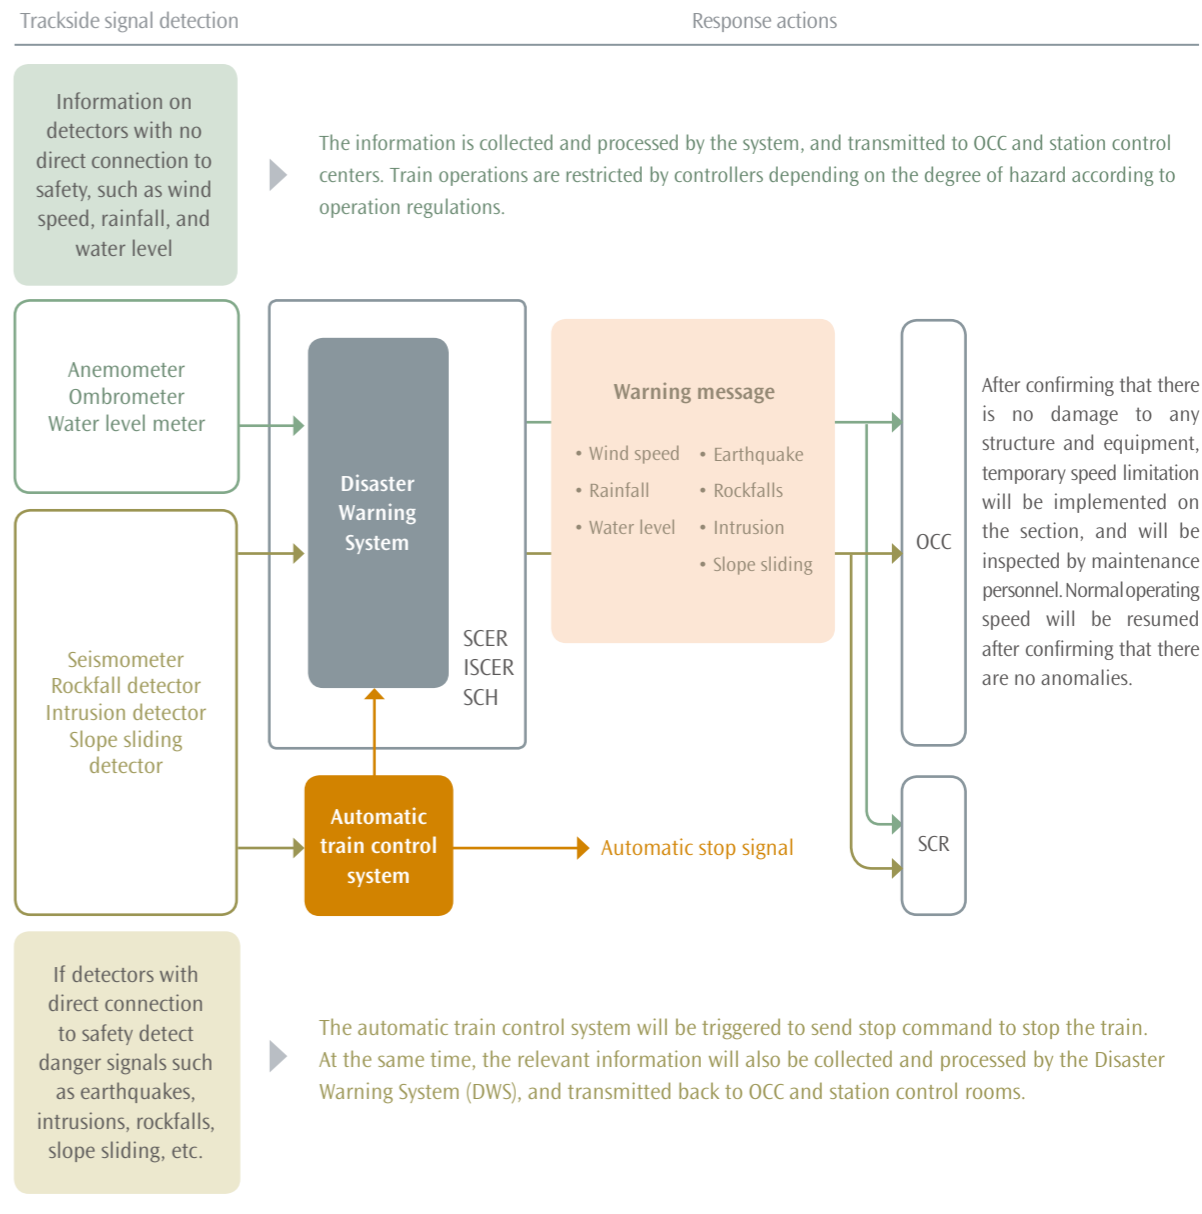 Trackside signal detection
Response actions
Information on
detectors with no
direct connection to
safety, such as wind
speed, rainfall, and
water level
The information is collected and processed by the system, and transmitted to OCC and station control
centers. Train operations are restricted by controllers depending on the degree of hazard according to
operation regulations.
Anemometer
Ombrometer
Water level meter
Disaster
Warning
System
SCER
ISCER
SCH
Warning message
• Wind speed
• Rainfall
• Water level
• Earthquake
• Rockfalls
• Intrusion
• Slope sliding
OCC
After confirming that there
is no damage to any
structure and equipment,
temporary speed limitation
will be implemented on
the section, and will be
inspected by maintenance
personnel. Normal operating
speed will be resumed
after confirming that there
are no anomalies.
Seismometer
Rockfall detector
Intrusion detector
Slope sliding
detector
Automatic
train control
system
Automatic stop signal
SCR
If detectors with
direct connection
to safety detect
danger signals such
as earthquakes,
intrusions, rockfalls,
slope sliding, etc.
The automatic train control system will be triggered to send stop command to stop the train.
At the same time, the relevant information will also be collected and processed by the Disaster
Warning System (DWS), and transmitted back to OCC and station control rooms.